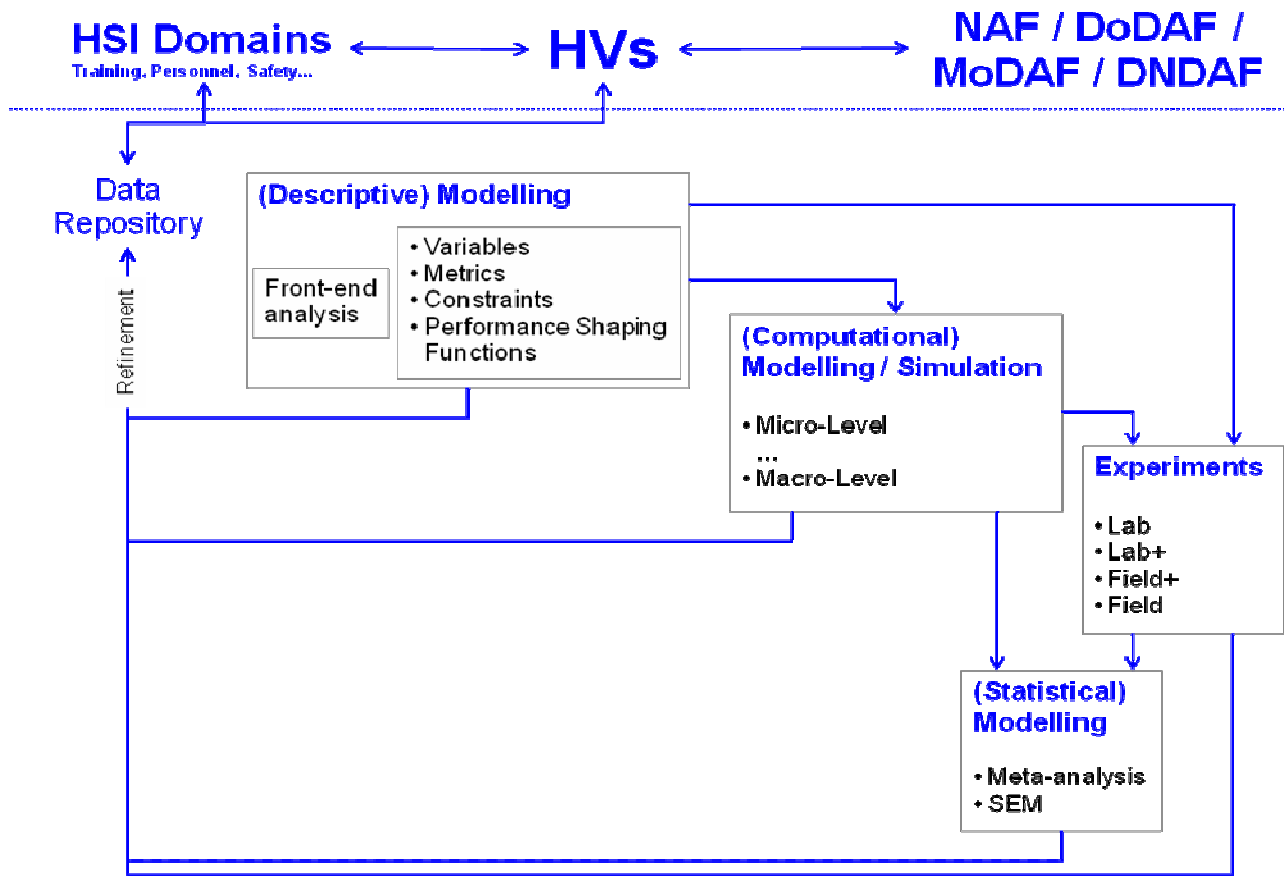 HSI Domains
Training, Personnel, Safety...
HVs
NAF / DoDAF /
MoDAF / DNDAF
Data
Repository
Refinement
(Descriptive) Modelling
Front-end
analysis
• Variables
• Metrics
• Constraints
• Performance Shaping
Functions
(Computational)
Modelling / Simulation
• Micro-Level
...
• Macro-Level
Experiments
• Lab
• Lab+
• Field+
• Field
(Statistical)
Modelling
• Meta-analysis
• SEM